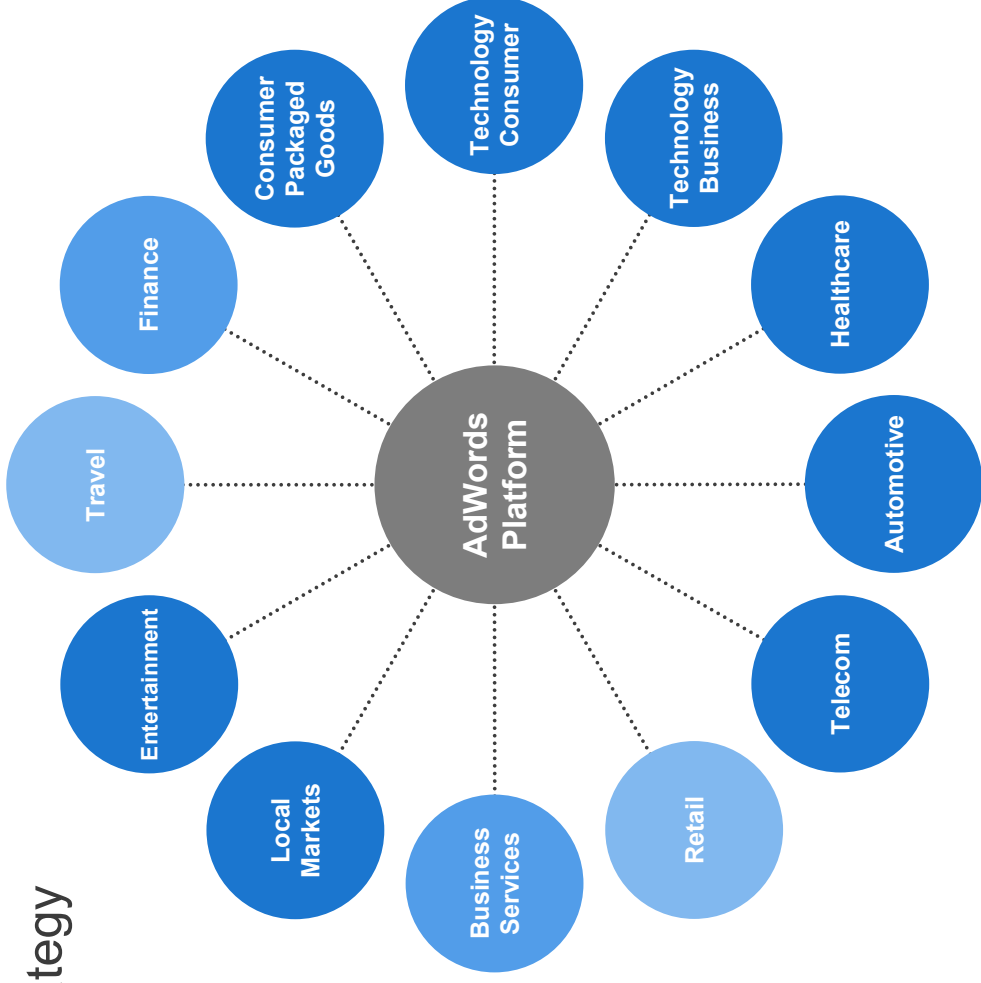 tegy
Travel
Entertainment
Finance
Local
Markets
Consumer
Packaged
Goods
Business
Services
AdWords
Platform
Technology
Consumer
Retail
Technology
Business
Telecom
Healthcare
Automotive